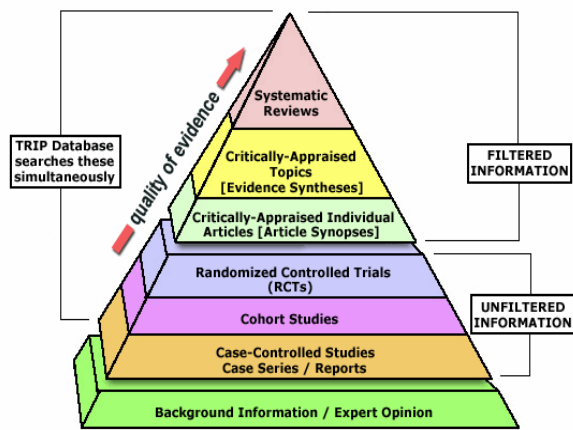 Systematic
Reviews
quality of evidence
TRIP Database
searches these
simultaneously
Critically-Appraised
Topics
[Evidence Syntheses]
FILTERED
INFORMATION
Critically-Appraised Individual
Articles [Article Synopses]
Randomized Controlled Trials
(RCTs)
UNFILTERED
INFORMATION
Cohort Studies
Case-Controlled Studies
Case Series / Reports
Background Information / Expert Opinion